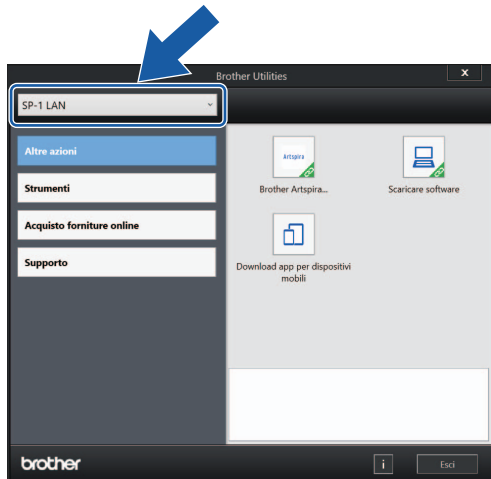 Brother Utilities
X
SP-1 LAN
Altre azioni
Strumenti
Acquisto forniture online
Supporto
Artspira
Brother Artspira...
Scaricare software
Download app per dispositivi
mobili
brother
i
Esci